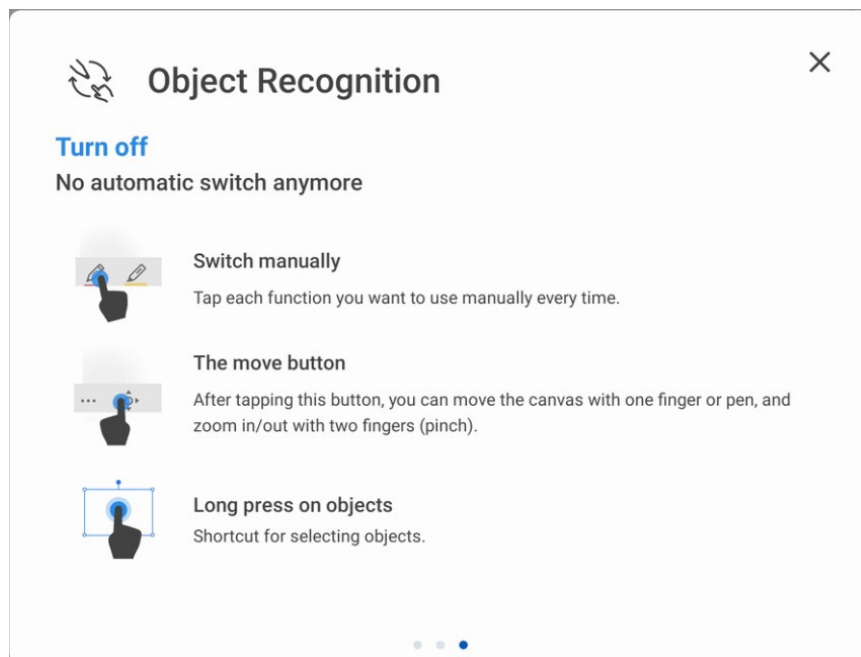 Object Recognition
Turn off
No automatic switch anymore
Switch manually
Tap each function you want to use manually every time.
The move button
After tapping this button, you can move the canvas with one finger or pen, and
zoom in/out with two fingers (pinch).
Long press on objects
Shortcut for selecting objects.